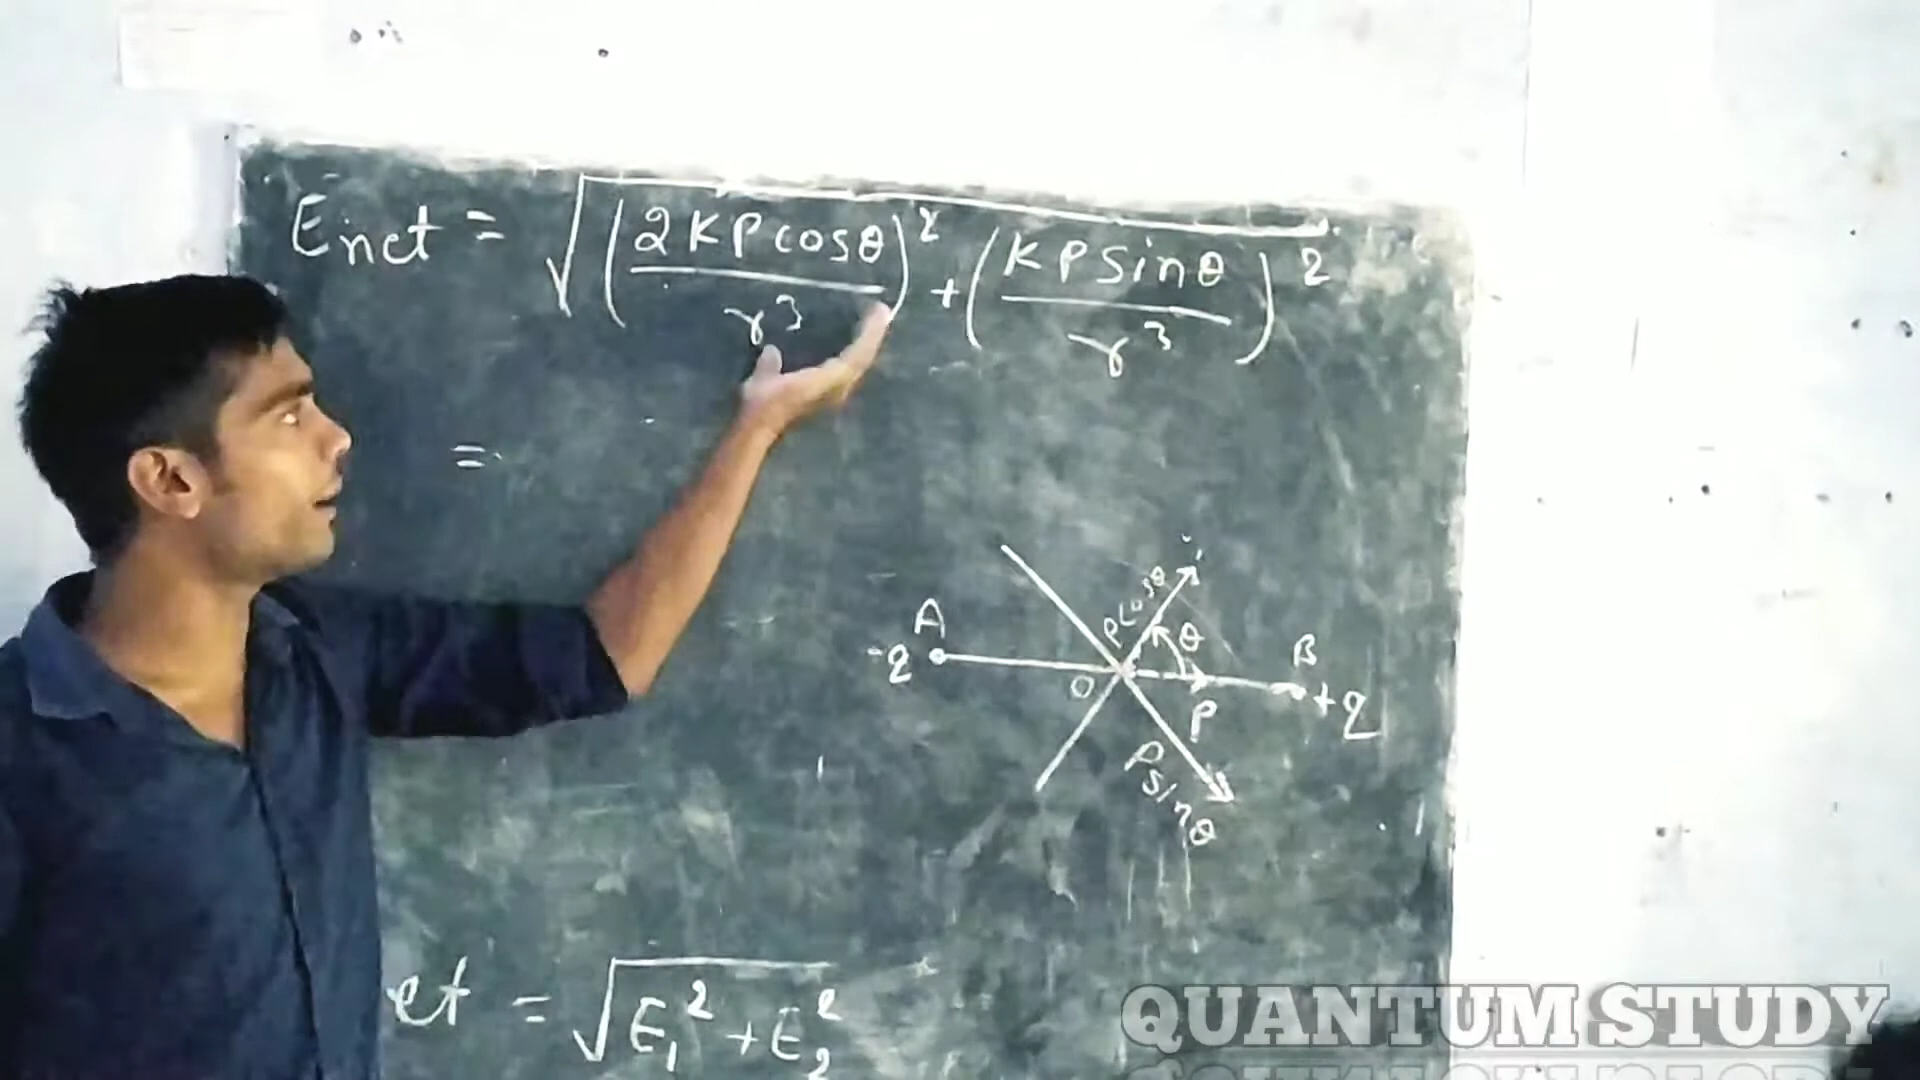 Enet = √(2KPcosθ/r³)² + (KPsinθ/r³)²
=
A
-q
O
Pcosθ
θ
P
B
+q
Psinθ
et = √E₁² + E₂²
QUANTUM STUDY